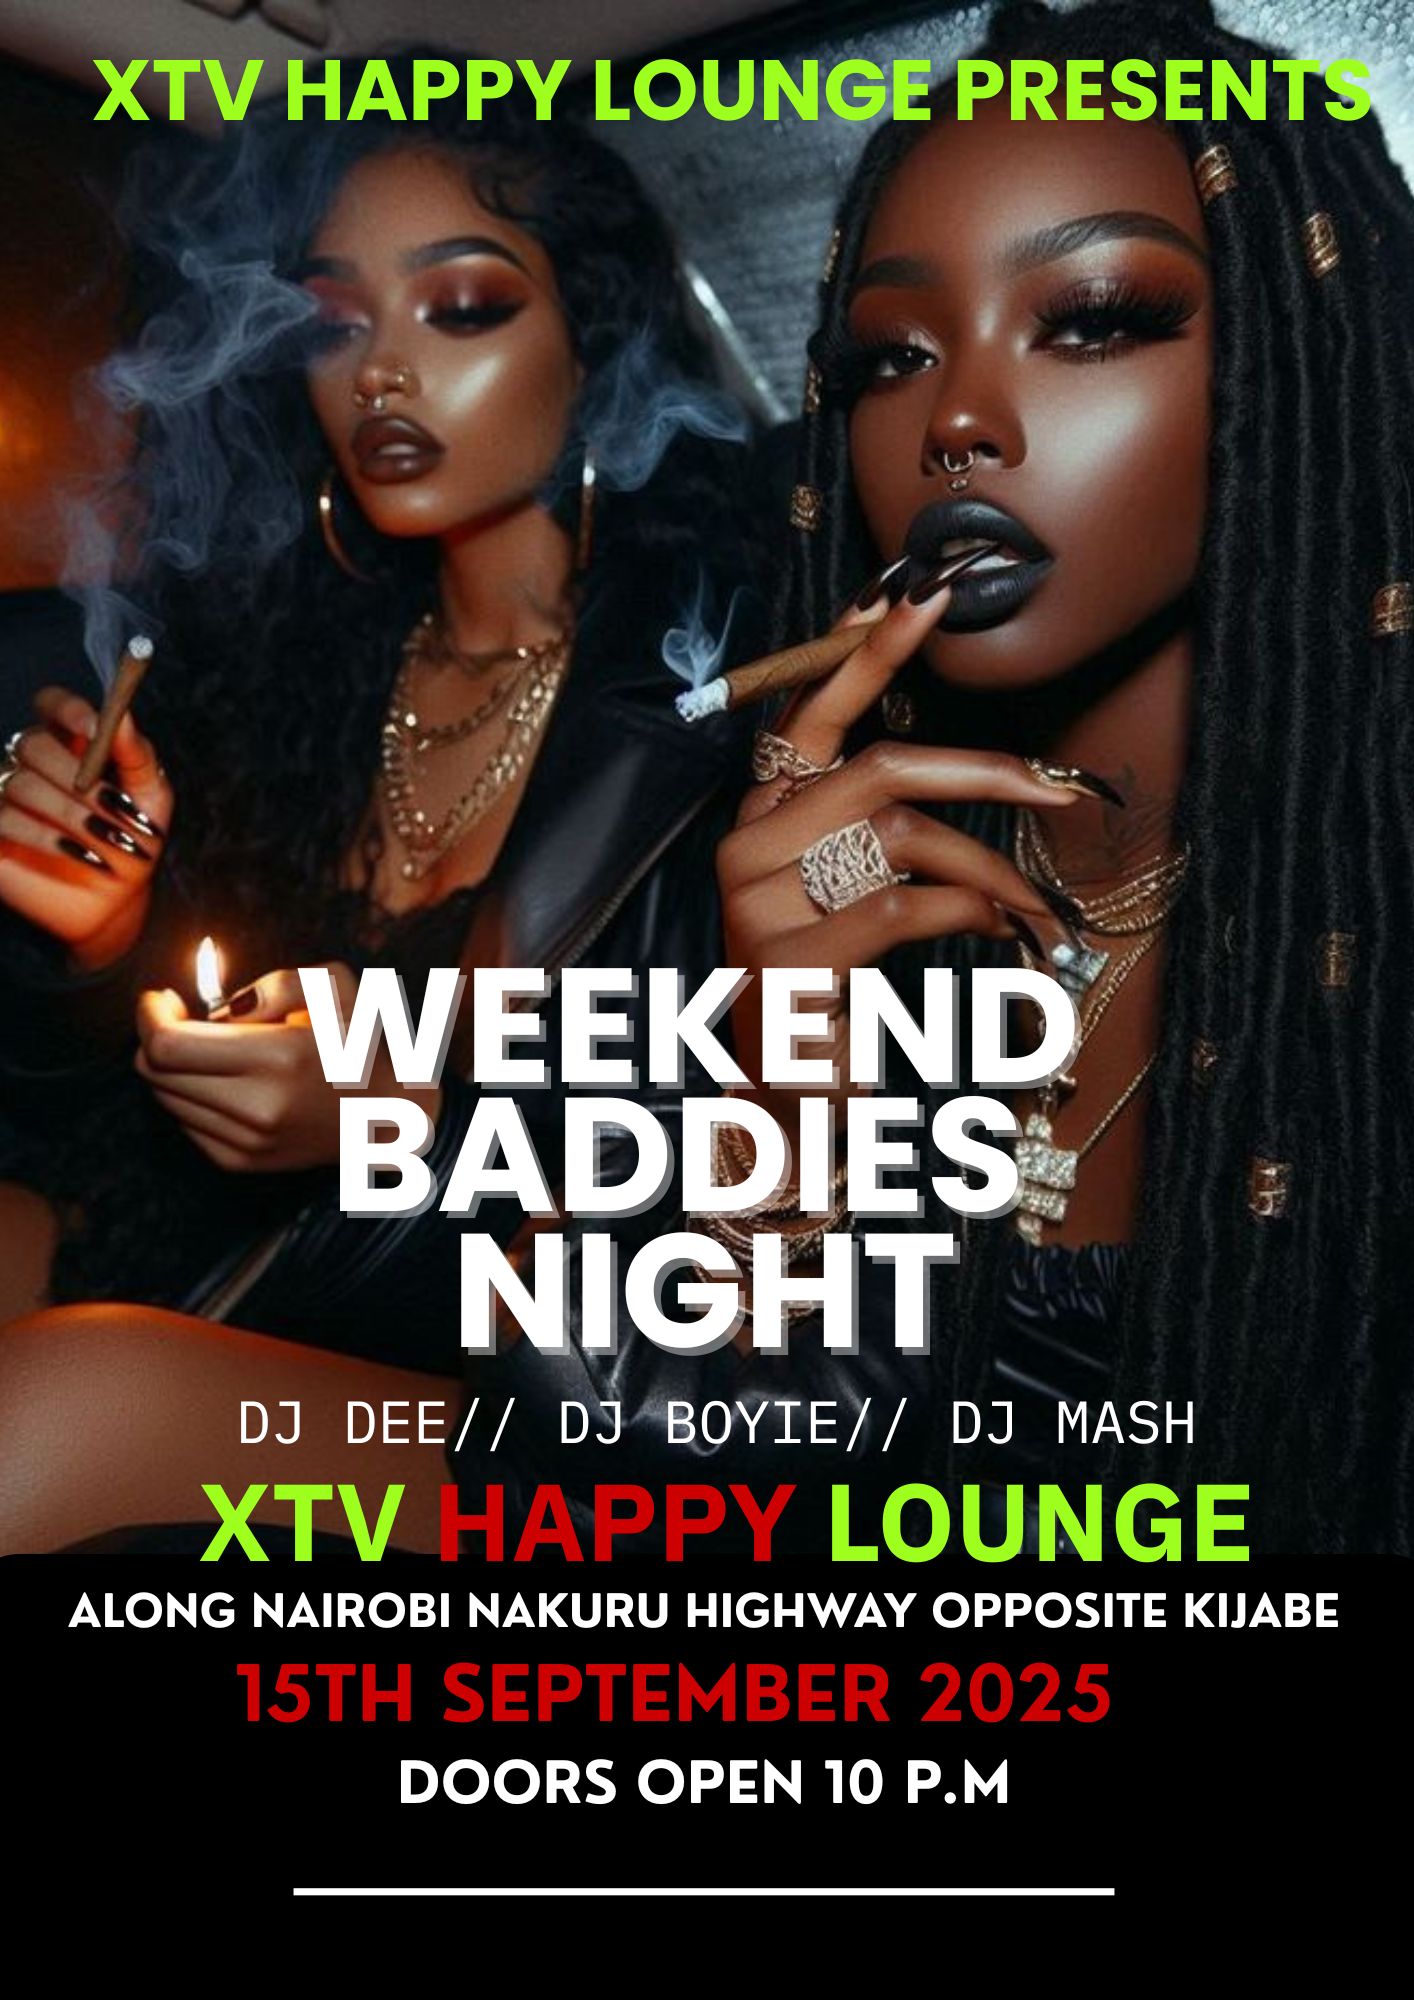 XTV HAPPY LOUNGE PRESENTS
WEEKEND
BADDIES
NIGHT
DJ DEE// DJ BOYIE// DJ MASH
XTV HAPPY LOUNGE
ALONG NAIROBI NAKURU HIGHWAY OPPOSITE KIJABE
15TH SEPTEMBER 2025
DOORS OPEN 10 P.M